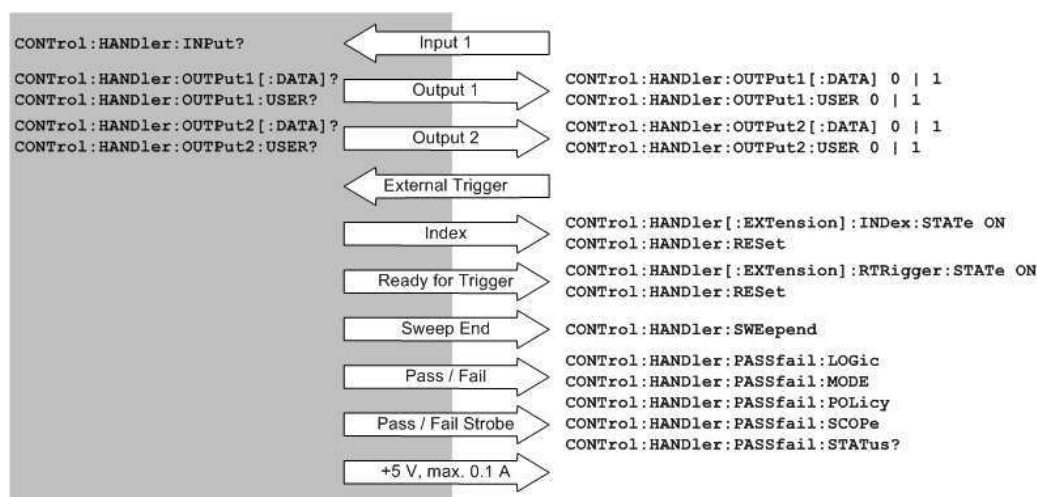 CONTrol:HANDler:INPut?
Input 1
CONTrol:HANDler:OUTPut1[:DATA]?
CONTrol:HANDler:OUTPut1:USER?
Output 1
CONTrol:HANDler:OUTPut1[:DATA] 0 | 1
CONTrol:HANDler:OUTPut1:USER 0 | 1
CONTrol:HANDler:OUTPut2[:DATA]?
CONTrol:HANDler:OUTPut2:USER?
Output 2
CONTrol:HANDler:OUTPut2[:DATA] 0 | 1
CONTrol:HANDler:OUTPut2:USER 0 | 1
External Trigger
Index
CONTrol:HANDler[:EXTension]:INDex:STATe ON
CONTrol:HANDler:RESet
Ready for Trigger
CONTrol:HANDler[:EXTension]:RTRigger:STATe ON
CONTrol:HANDler:RESet
Sweep End
CONTrol:HANDler:SWEepend
Pass / Fail
CONTrol:HANDler:PASSfail:LOGic
CONTrol:HANDler:PASSfail:MODE
CONTrol:HANDler:PASSfail:POLicy
Pass / Fail Strobe
CONTrol:HANDler:PASSfail:SCOPe
CONTrol:HANDler:PASSfail:STATus?
+5 V, max. 0.1 A